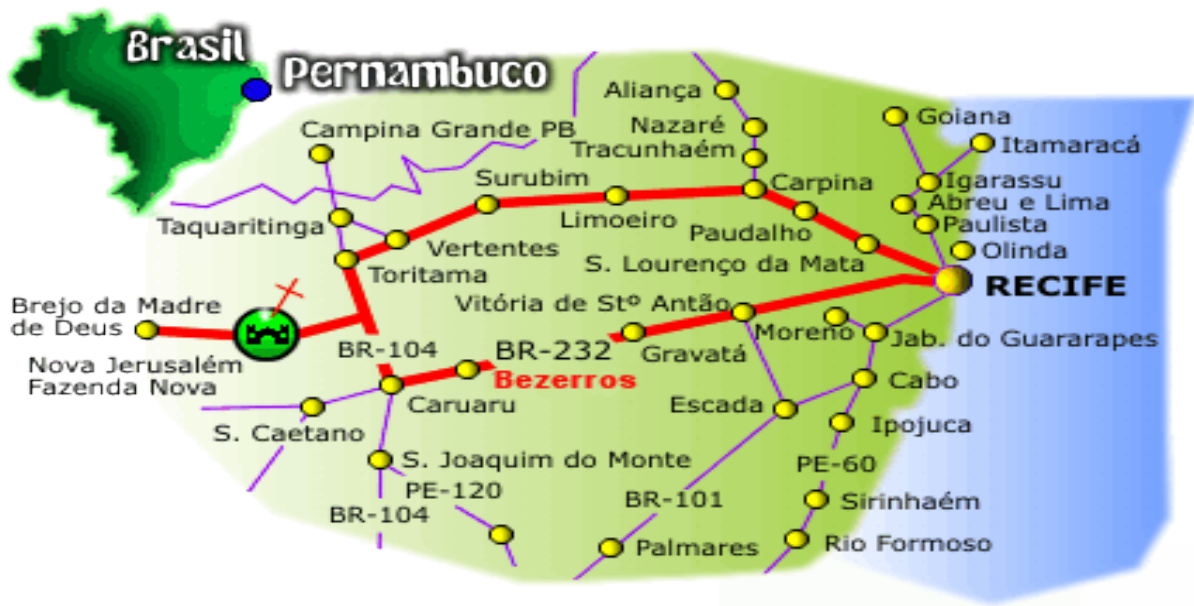 Brasil
Pernambuco
Aliança
Goiana
Campina Grande PB
Nazaré
Tracunhaém
Itamaracá
Surubim
Carpina
Igarassu
Abreu e Lima
Taquaritinga
Limoeiro
Paudalho
Paulista
Vertentes
Olinda
Toritama
S. Lourenço da Mata
RECIFE
Brejo da Madre
de Deus
Vitória de Stº Antão
Moreno
Jab. do Guararapes
Nova Jerusalém
Fazenda Nova
BR-104
BR-232
Gravatá
Bezerros
Cabo
Caruaru
Escada
S. Caetano
Ipojuca
S. Joaquim do Monte
PE-60
PE-120
BR-104
BR-101
Sirinhaém
Palmares
Rio Formoso